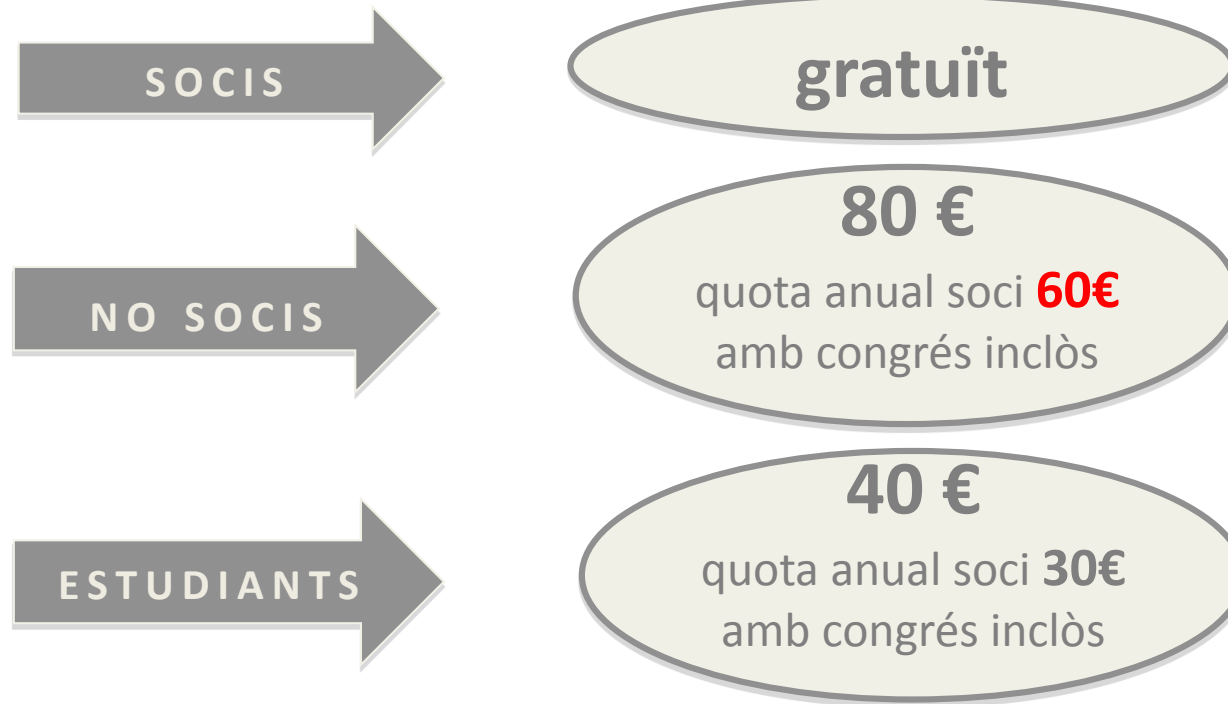 SOCIS
gratuït
NO SOCIS
80 €
quota anual soci 60€
amb congrés inclòs
ESTUDIANTS
40 €
quota anual soci 30€
amb congrés inclòs